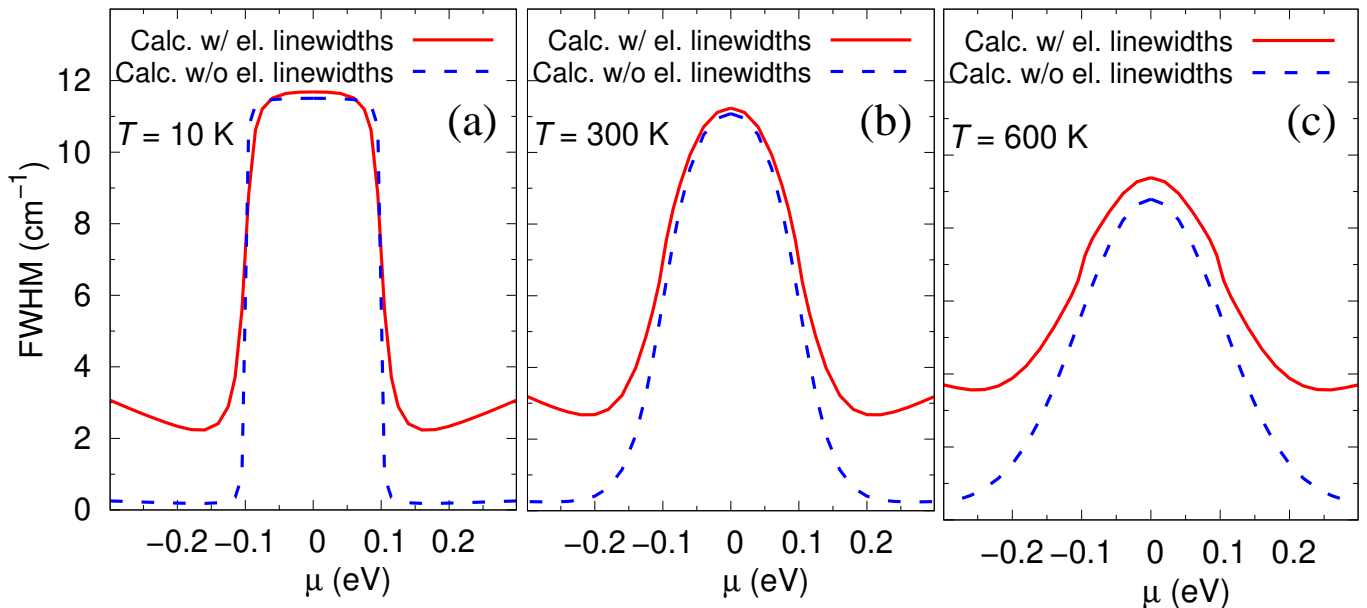 Calc. w/ el. linewidths
Calc. w/o el. linewidths
(a)
T = 10 K
FWHM (cm⁻¹)
12
10
8
6
4
2
0
−0.2 −0.1 0 0.1 0.2
μ (eV)
Calc. w/ el. linewidths
Calc. w/o el. linewidths
(b)
T = 300 K
−0.2 −0.1 0 0.1 0.2
μ (eV)
Calc. w/ el. linewidths
Calc. w/o el. linewidths
(c)
T = 600 K
−0.2 −0.1 0 0.1 0.2
μ (eV)